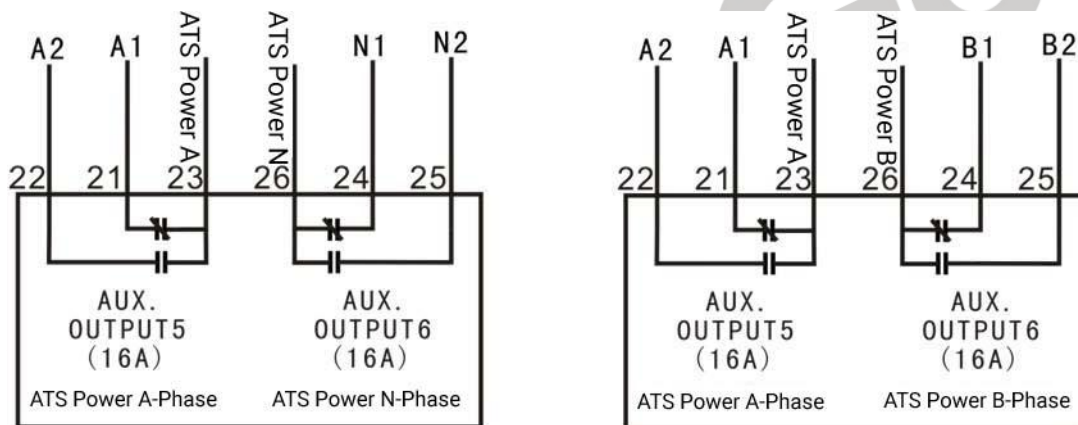 A2 A1 ATS Power A ATS Power N N1 N2
22 21 23 26 24 25
AUX. OUTPUT5 (16A)
AUX. OUTPUT6 (16A)
ATS Power A-Phase ATS Power N-Phase
A2 A1 ATS Power A ATS Power B B1 B2
22 21 23 26 24 25
AUX. OUTPUT5 (16A)
AUX. OUTPUT6 (16A)
ATS Power A-Phase ATS Power B-Phase